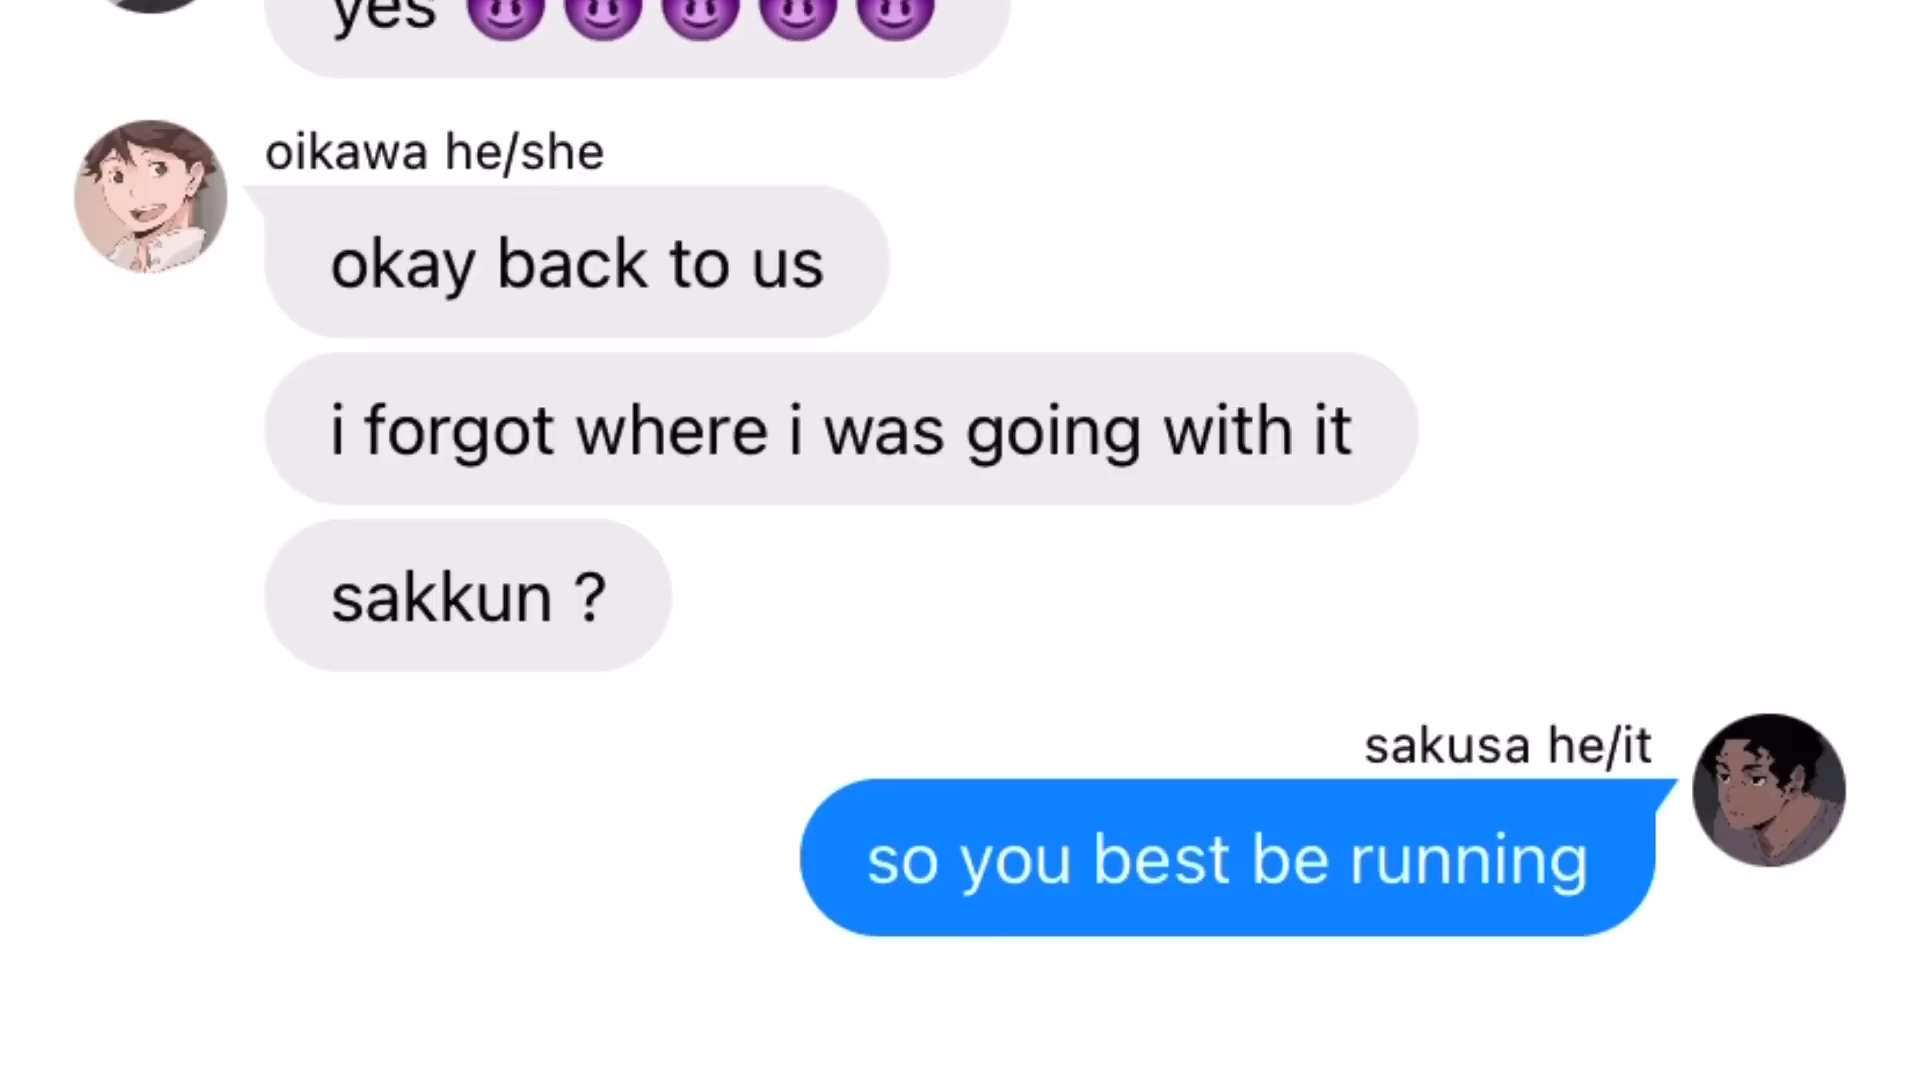 yes 😈😈😈😈😈
oikawa he/she
okay back to us
i forgot where i was going with it
sakkun ?
sakusa he/it
so you best be running